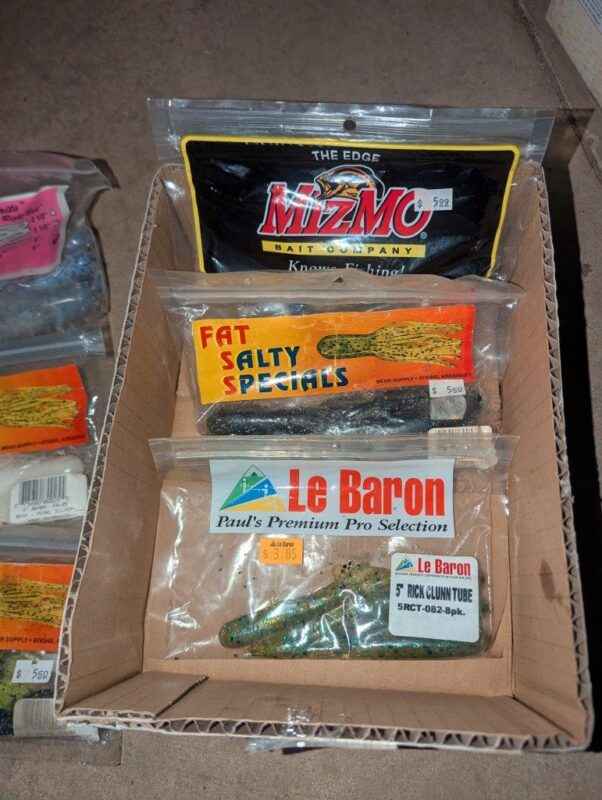 THE EDGE
MIZMO
$ 5 88
BAIT COMPANY
Knows Fishing!
FAT
SALTY
SPECIALS
$ 5 60
Le Baron
Paul's Premium Pro Selection
$ 3.85
Le Baron
5" RICK CLUNN TUBE
5RCT-082-8pk.
$ 5 60